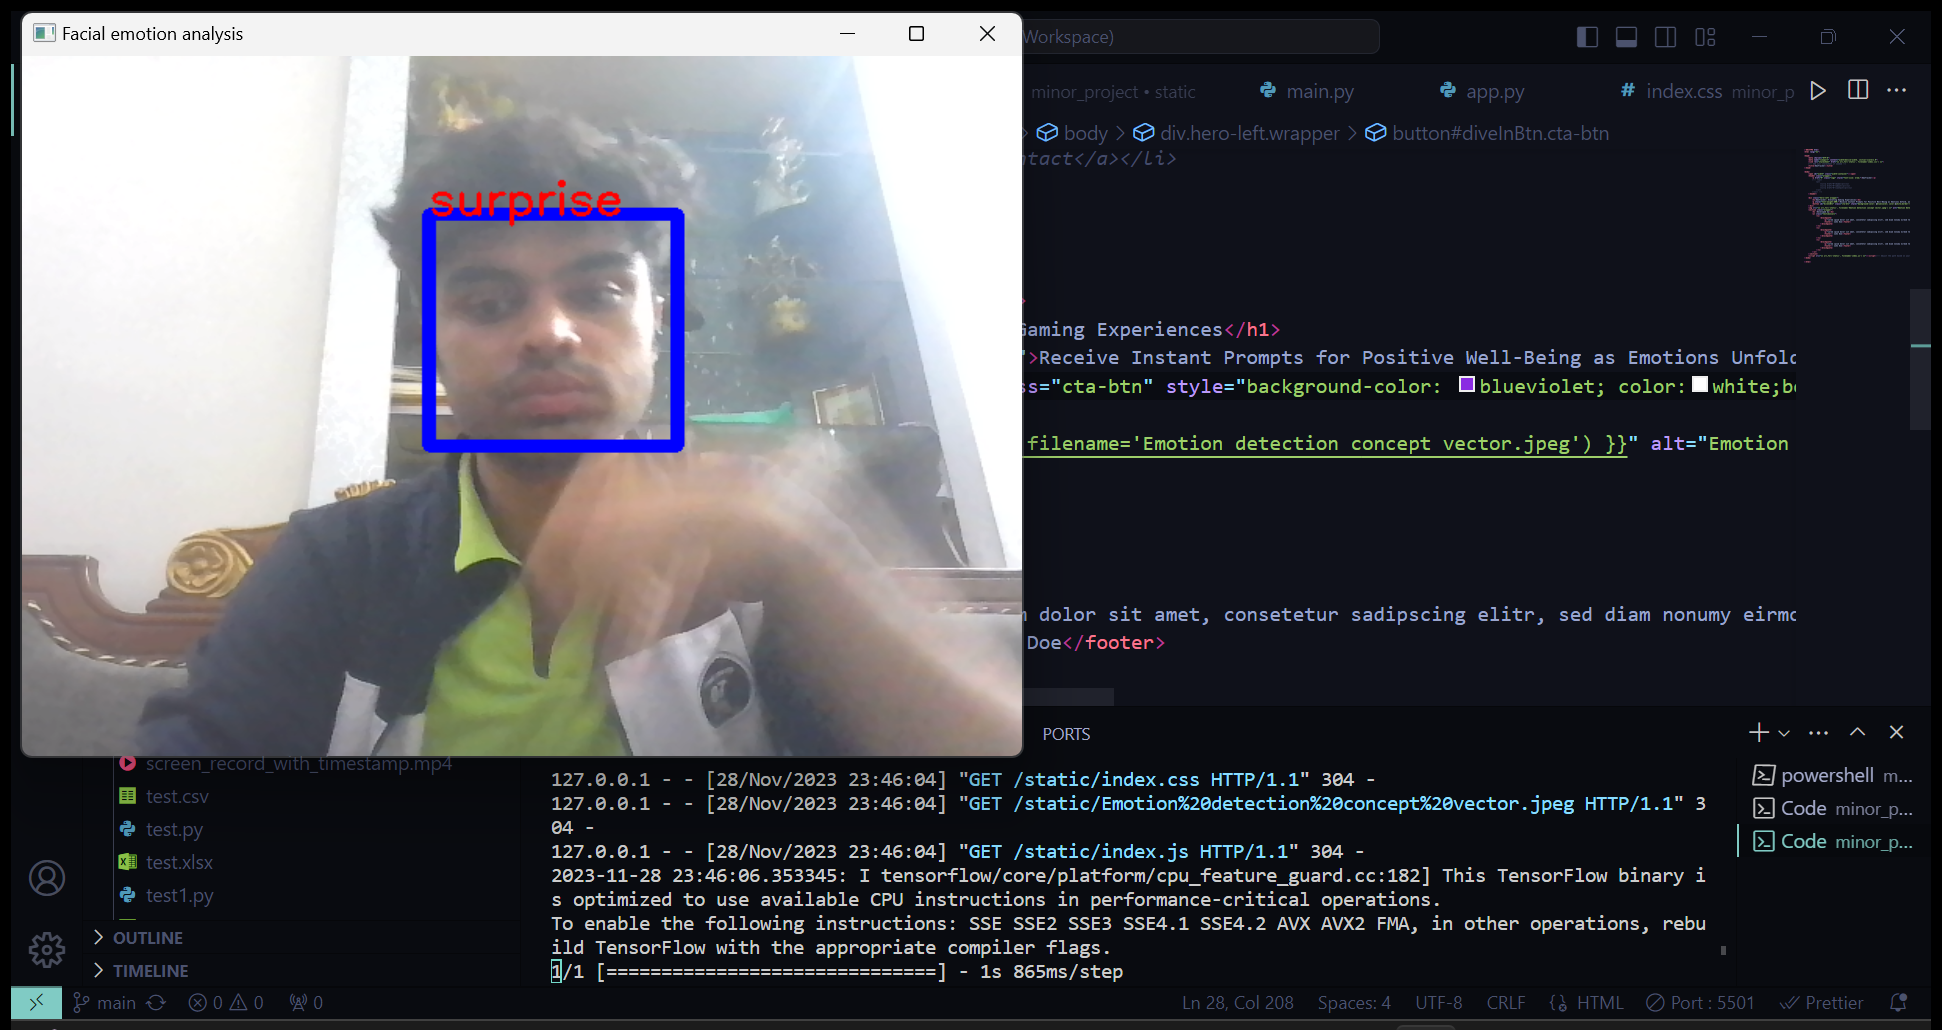 Facial emotion analysis
Workspace)
minor_project • static
main.py
app.py
# index.css minor_p
body > div.hero-left.wrapper > button#diveInBtn.cta-btn
ntact</a></li>
surprise
Gaming Experiences</h1>
">Receive Instant Prompts for Positive Well-Being as Emotions Unfold
ss="cta-btn" style="background-color: blueviolet; color: white;bo
filename='Emotion detection concept vector.jpeg') }}" alt="Emotion
m dolor sit amet, consetetur sadipscing elitr, sed diam nonumy eirmo
Doe</footer>
PORTS
screen_record_with_timestamp.mp4
test.csv
test.py
test.xlsx
test1.py
OUTLINE
TIMELINE
127.0.0.1 - - [28/Nov/2023 23:46:04] "GET /static/index.css HTTP/1.1" 304 -
127.0.0.1 - - [28/Nov/2023 23:46:04] "GET /static/Emotion%20detection%20concept%20vector.jpeg HTTP/1.1" 3
04 -
127.0.0.1 - - [28/Nov/2023 23:46:04] "GET /static/index.js HTTP/1.1" 304 -
2023-11-28 23:46:06.353345: I tensorflow/core/platform/cpu_feature_guard.cc:182] This TensorFlow binary i
s optimized to use available CPU instructions in performance-critical operations.
To enable the following instructions: SSE SSE2 SSE3 SSE4.1 SSE4.2 AVX AVX2 FMA, in other operations, rebu
ild TensorFlow with the appropriate compiler flags.
1/1 [==============================] - 1s 865ms/step
powershell m...
Code minor_p...
Code minor_p...
main 0 0 0
Ln 28, Col 208 Spaces: 4 UTF-8 CRLF HTML Port : 5501 Prettier